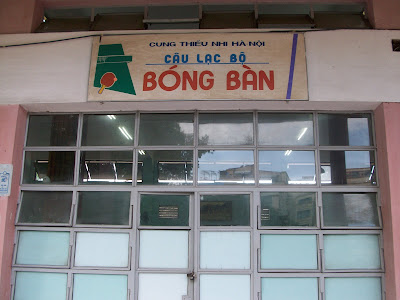 CUNG THIẾU NHI HÀ NỘI
CÂU LẠC BỘ
BÓNG BÀN